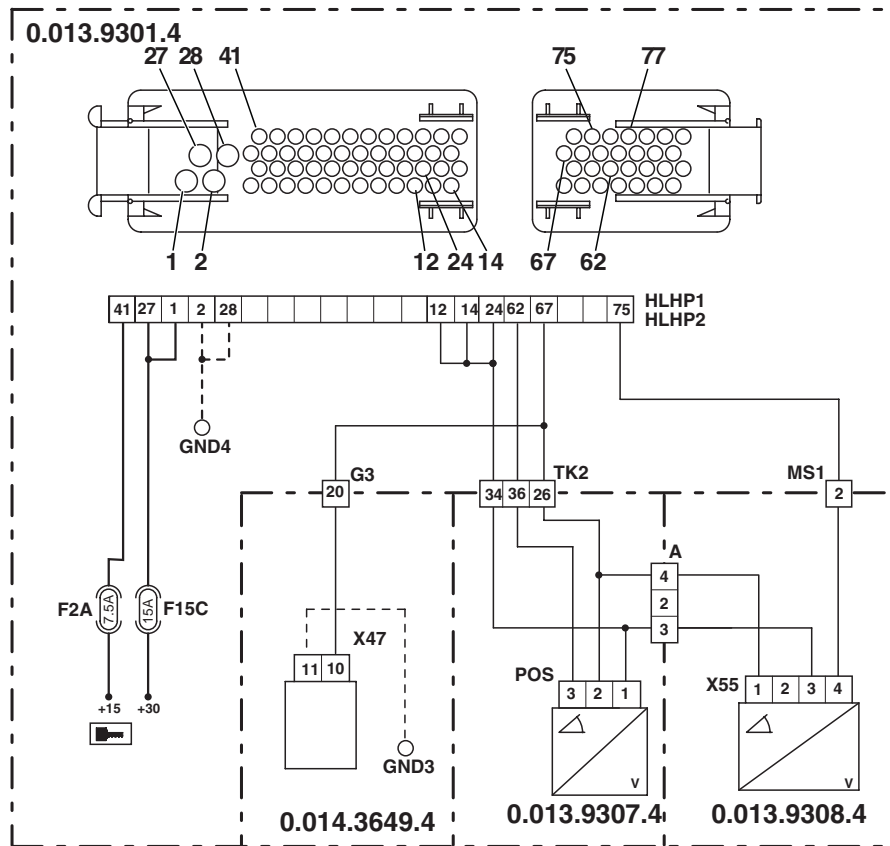 0.013.9301.4
27 28 41 75 77
1 2 12 24 14 67 62
41 27 1 2 28 12 14 24 62 67 75
HLHP1
HLHP2
GND4
G3
TK2
MS1
20
34 36 26
2
A
4
2
3
F2A
7.5A
15A
F15C
X47
11 10
POS
3 2 1
X55
1 2 3 4
+15
+30
GND3
V
V
0.014.3649.4
0.013.9307.4
0.013.9308.4